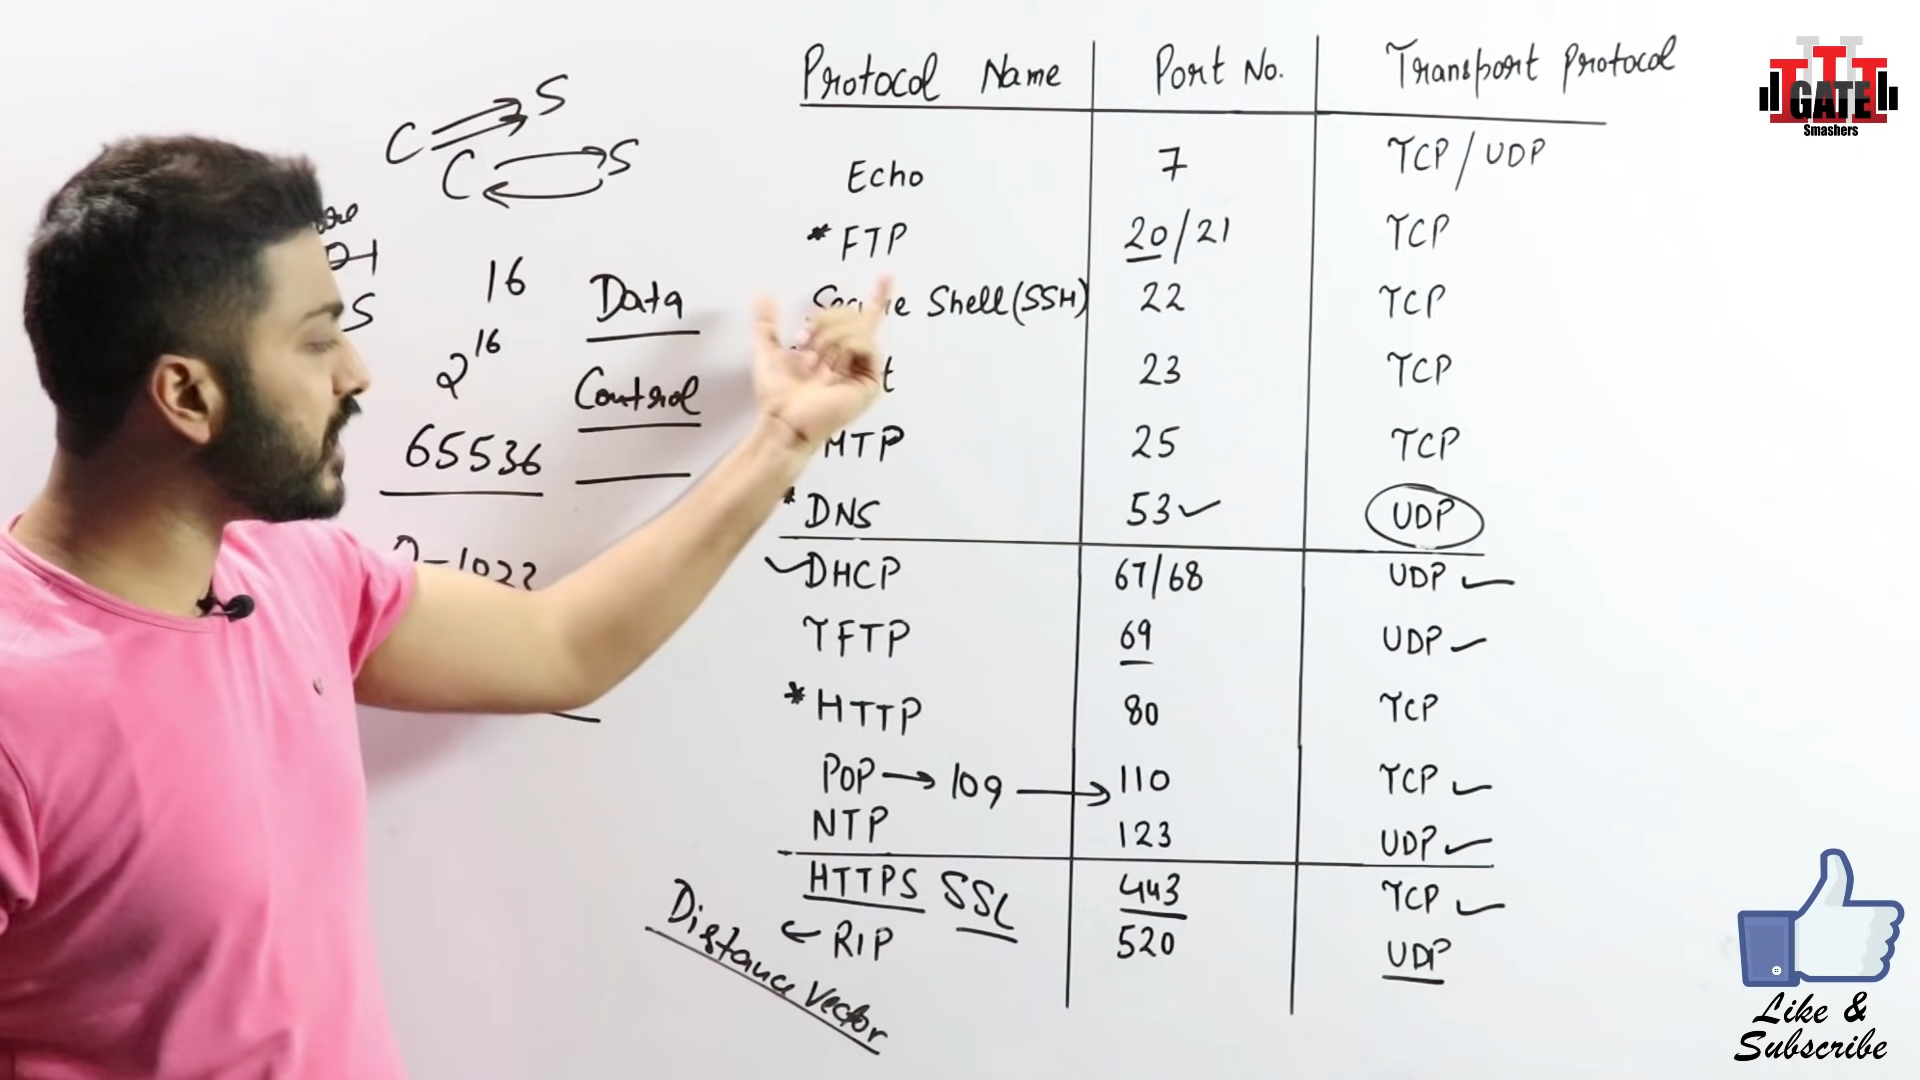 Protocol Name Port No. Transport Protocol
Echo 7 TCP/UDP
*FTP 20/21 TCP
Shell(SSH) 22 TCP
23 TCP
MTP 25 TCP
*DNS 53✓ UDP
✓DHCP 67/68 UDP ✓
TFTP 69 UDP ✓
*HTTP 80 TCP
POP → 109 → 110 TCP ✓
NTP 123 UDP ✓
HTTPS SSL 443 TCP ✓
← RIP 520 UDP
Distance Vector
C S
C S
S
16
2^16
65536
Data
Control
GATE
Smashers
Like &
Subscribe